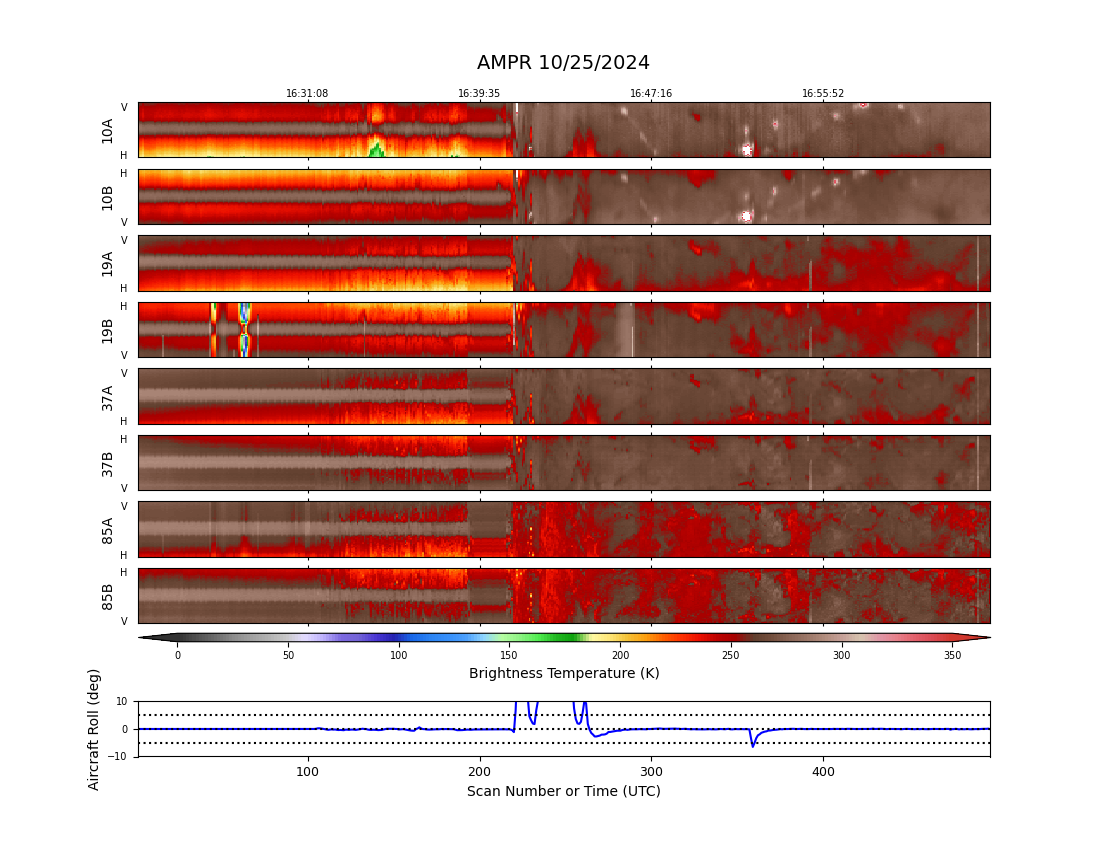 AMPR 10/25/2024
16:31:08 16:39:35 16:47:16 16:55:52
V
10A
H
H
10B
V
V
19A
H
H
19B
V
V
37A
H
H
37B
V
V
85A
H
H
85B
V
0 50 100 150 200 250 300 350
Brightness Temperature (K)
Aircraft Roll (deg)
10
0
−10
100 200 300 400
Scan Number or Time (UTC)